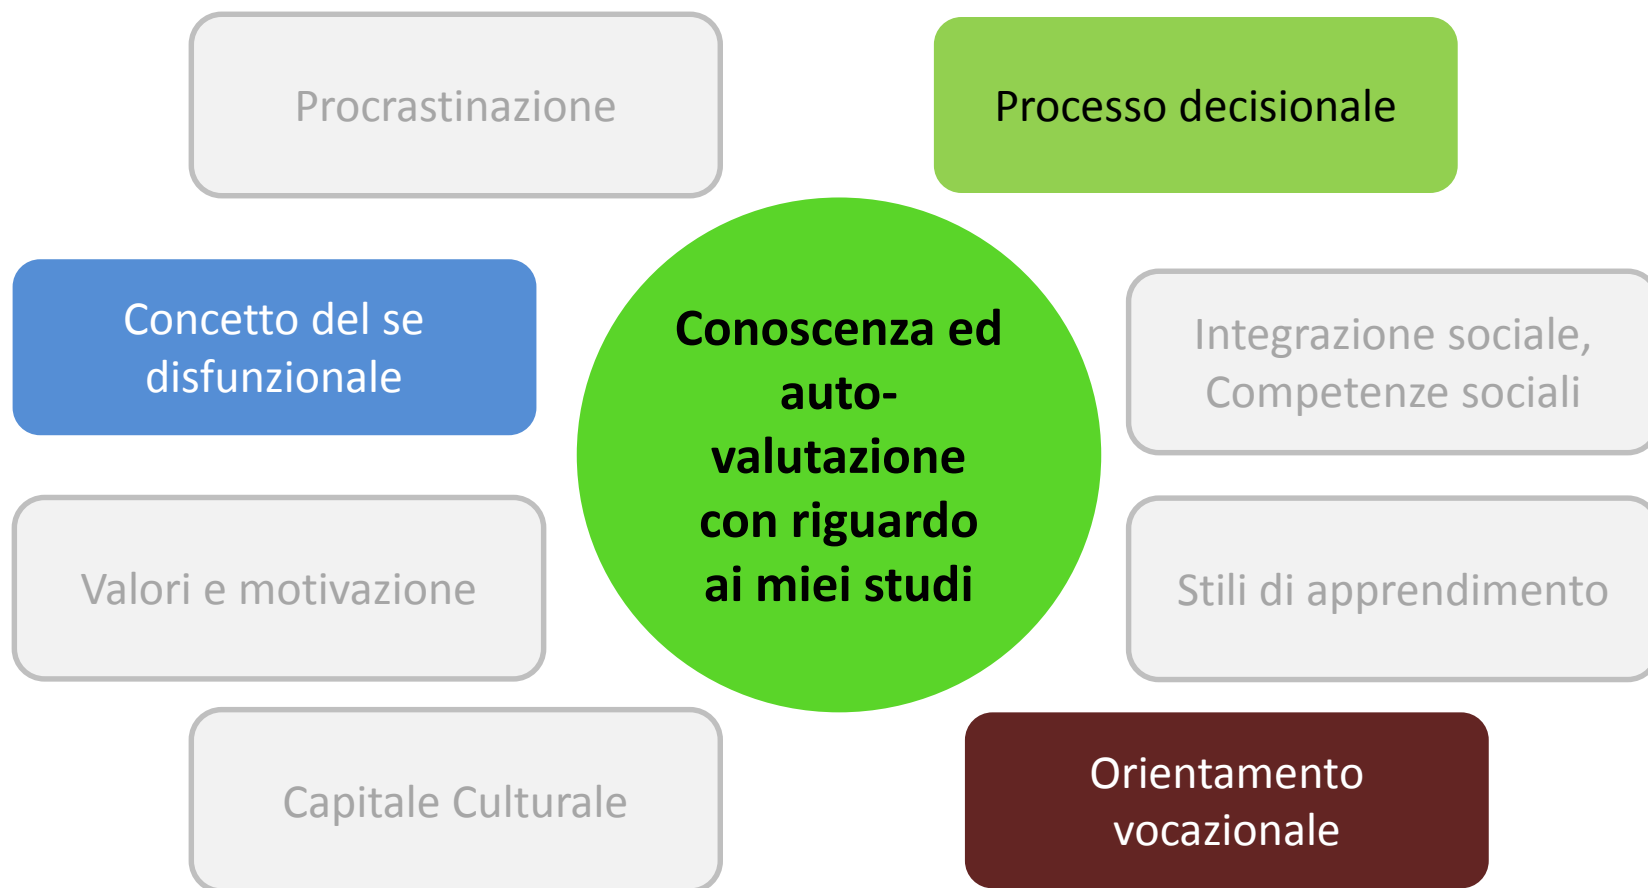 Procrastinazione
Processo decisionale
Concetto del se
disfunzionale
Conoscenza ed
auto-
valutazione
con riguardo
ai miei studi
Integrazione sociale,
Competenze sociali
Valori e motivazione
Stili di apprendimento
Capitale Culturale
Orientamento
vocazionale